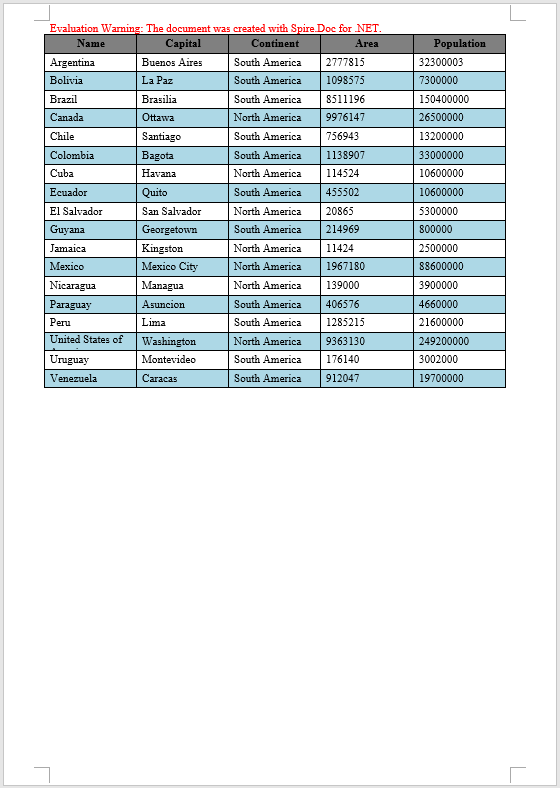 Evaluation Warning: The document was created with Spire.Doc for .NET.
Name Capital Continent Area Population
Argentina Buenos Aires South America 2777815 32300003
Bolivia La Paz South America 1098575 7300000
Brazil Brasilia South America 8511196 150400000
Canada Ottawa North America 9976147 26500000
Chile Santiago South America 756943 13200000
Colombia Bagota South America 1138907 33000000
Cuba Havana North America 114524 10600000
Ecuador Quito South America 455502 10600000
El Salvador San Salvador North America 20865 5300000
Guyana Georgetown South America 214969 800000
Jamaica Kingston North America 11424 2500000
Mexico Mexico City North America 1967180 88600000
Nicaragua Managua North America 139000 3900000
Paraguay Asuncion South America 406576 4660000
Peru Lima South America 1285215 21600000
United States of Washington North America 9363130 249200000
Uruguay Montevideo South America 176140 3002000
Venezuela Caracas South America 912047 19700000